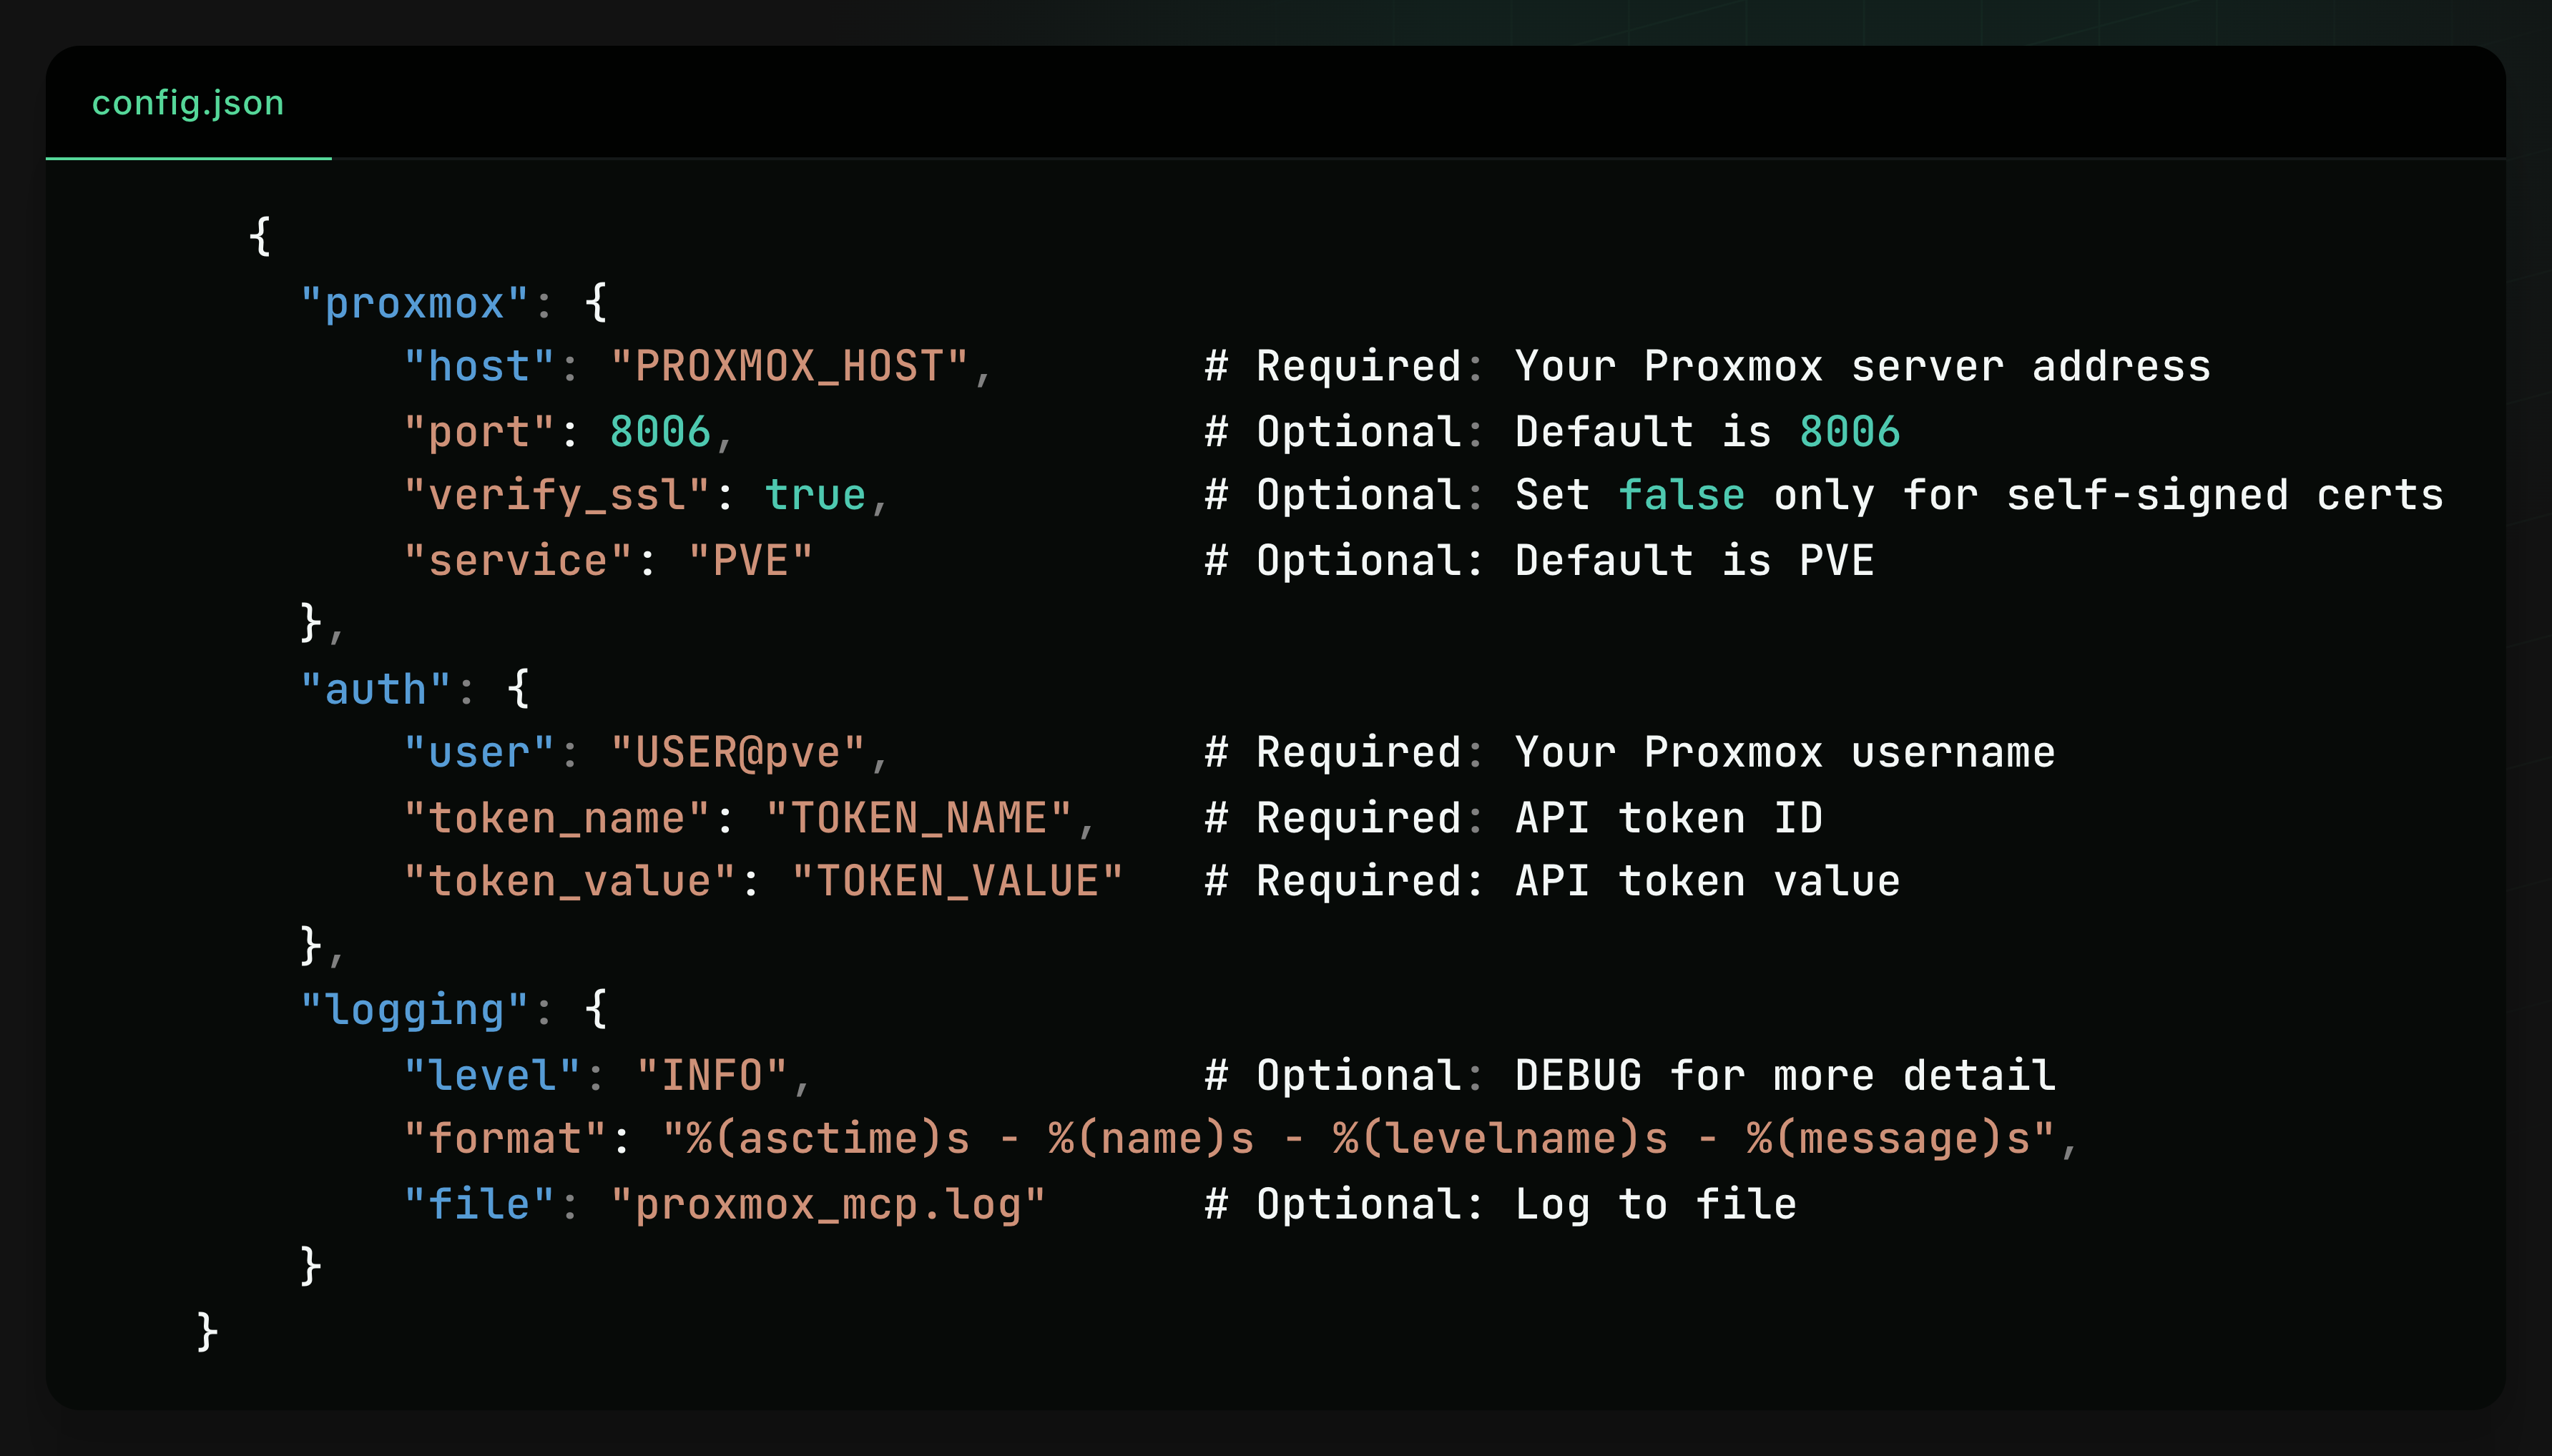 config.json
{
  "proxmox": {
      "host": "PROXMOX_HOST",        # Required: Your Proxmox server address
      "port": 8006,                  # Optional: Default is 8006
      "verify_ssl": true,            # Optional: Set false only for self-signed certs
      "service": "PVE"               # Optional: Default is PVE
  },
  "auth": {
      "user": "USER@pve",            # Required: Your Proxmox username
      "token_name": "TOKEN_NAME",    # Required: API token ID
      "token_value": "TOKEN_VALUE"   # Required: API token value
  },
  "logging": {
      "level": "INFO",               # Optional: DEBUG for more detail
      "format": "%(asctime)s - %(name)s - %(levelname)s - %(message)s",
      "file": "proxmox_mcp.log"      # Optional: Log to file
  }
}